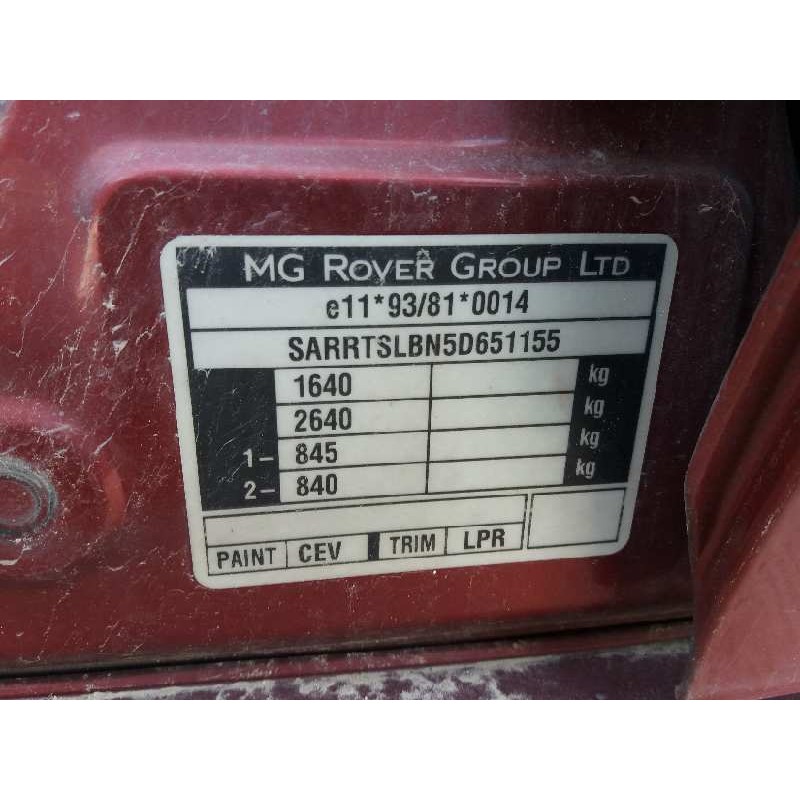 MG ROVER GROUP LTD
e11*93/81*0014
SARRTSLBN5D651155
1640 kg
2640 kg
1- 845 kg
2- 840 kg
PAINT CEV TRIM LPR